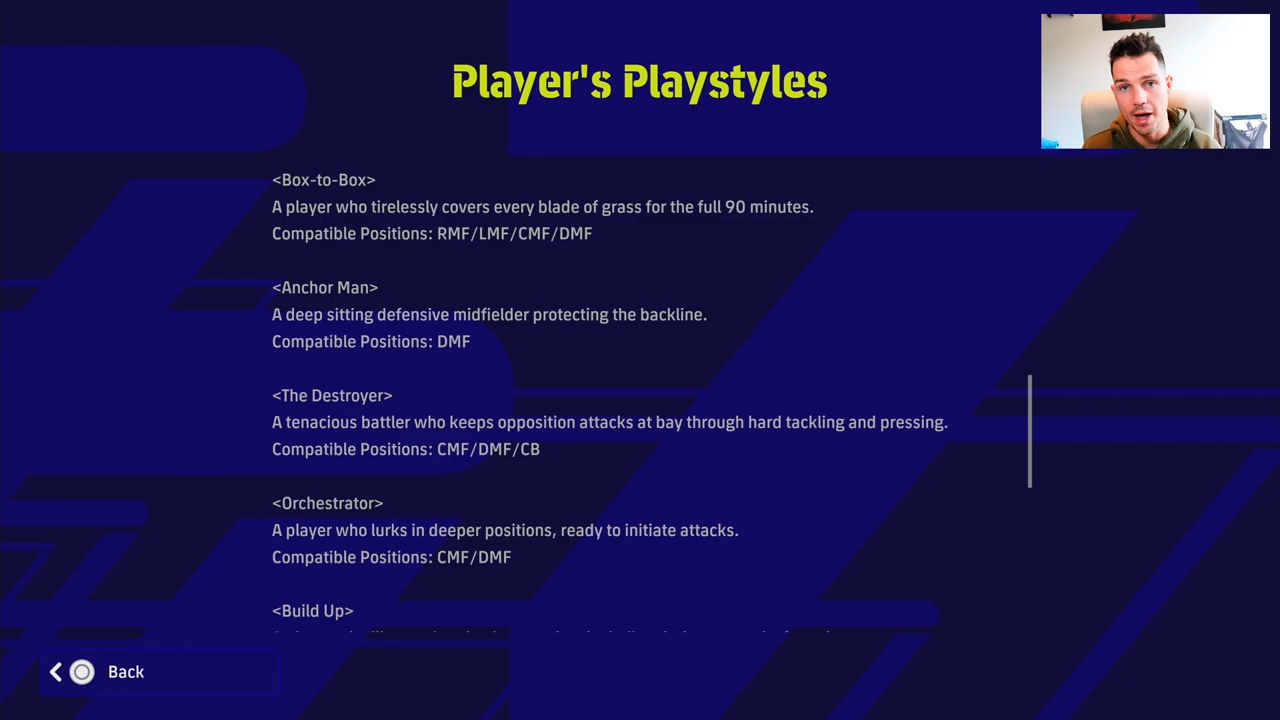 Player's Playstyles
<Box-to-Box>
A player who tirelessly covers every blade of grass for the full 90 minutes.
Compatible Positions: RMF/LMF/CMF/DMF
<Anchor Man>
A deep sitting defensive midfielder protecting the backline.
Compatible Positions: DMF
<The Destroyer>
A tenacious battler who keeps opposition attacks at bay through hard tackling and pressing.
Compatible Positions: CMF/DMF/CB
<Orchestrator>
A player who lurks in deeper positions, ready to initiate attacks.
Compatible Positions: CMF/DMF
<Build Up>
Back